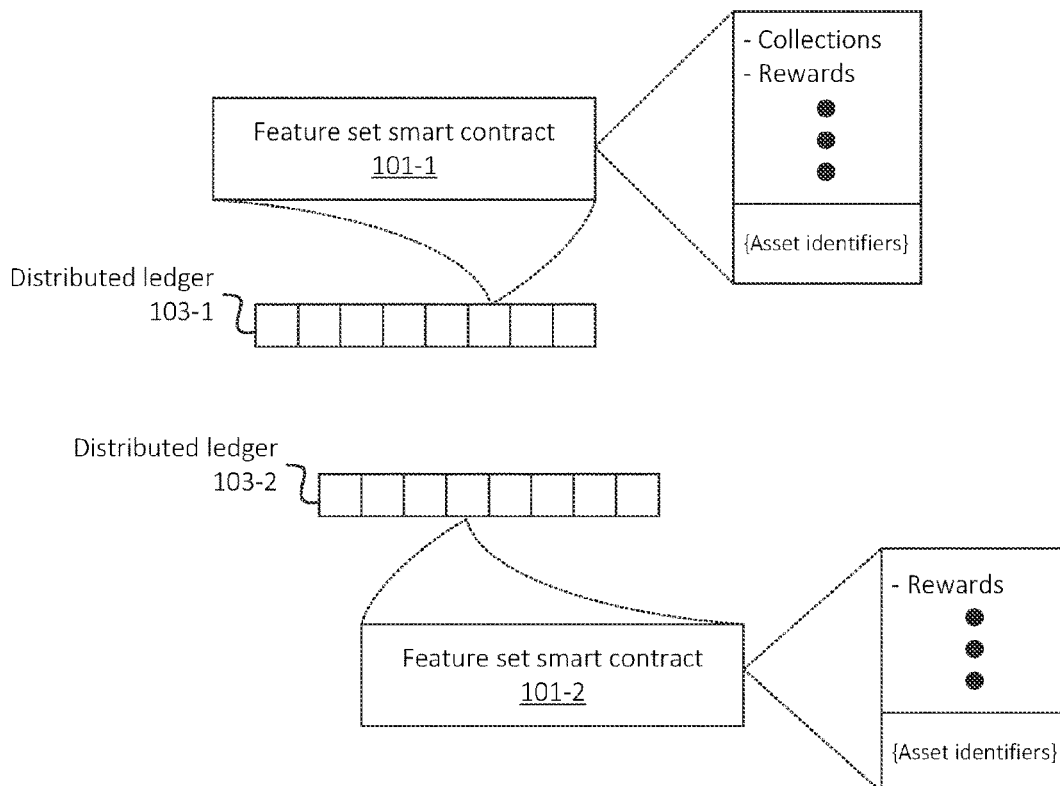 - Collections
- Rewards
Feature set smart contract
101-1
{Asset identifiers}
Distributed ledger
103-1
Distributed ledger
103-2
- Rewards
Feature set smart contract
101-2
{Asset identifiers}